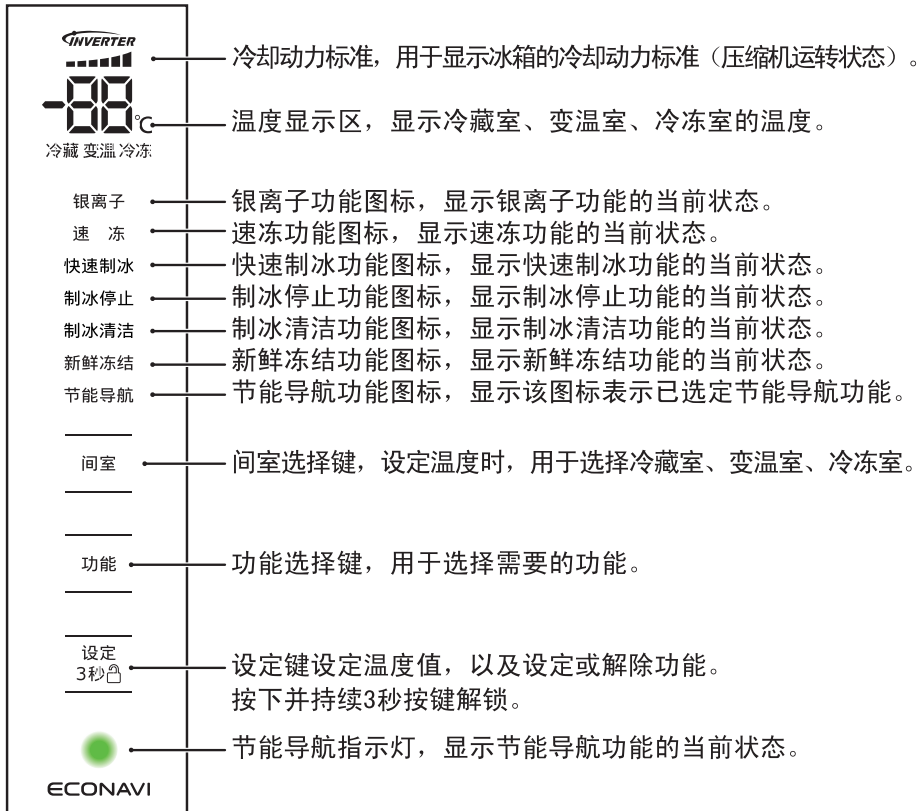 INVERTER
冷却动力标准，用于显示冰箱的冷却动力标准（压缩机运转状态）。
-88℃
温度显示区，显示冷藏室、变温室、冷冻室的温度。
冷藏 变温 冷冻
银离子
银离子功能图标，显示银离子功能的当前状态。
速 冻
速冻功能图标，显示速冻功能的当前状态。
快速制冰
快速制冰功能图标，显示快速制冰功能的当前状态。
制冰停止
制冰停止功能图标，显示制冰停止功能的当前状态。
制冰清洁
制冰清洁功能图标，显示制冰清洁功能的当前状态。
新鲜冻结
新鲜冻结功能图标，显示新鲜冻结功能的当前状态。
节能导航
节能导航功能图标，显示该图标表示已选定节能导航功能。
间室
间室选择键，设定温度时，用于选择冷藏室、变温室、冷冻室。
功能
功能选择键，用于选择需要的功能。
设定
3秒
设定键设定温度值，以及设定或解除功能。
按下并持续3秒按键解锁。
节能导航指示灯，显示节能导航功能的当前状态。
ECONAVI